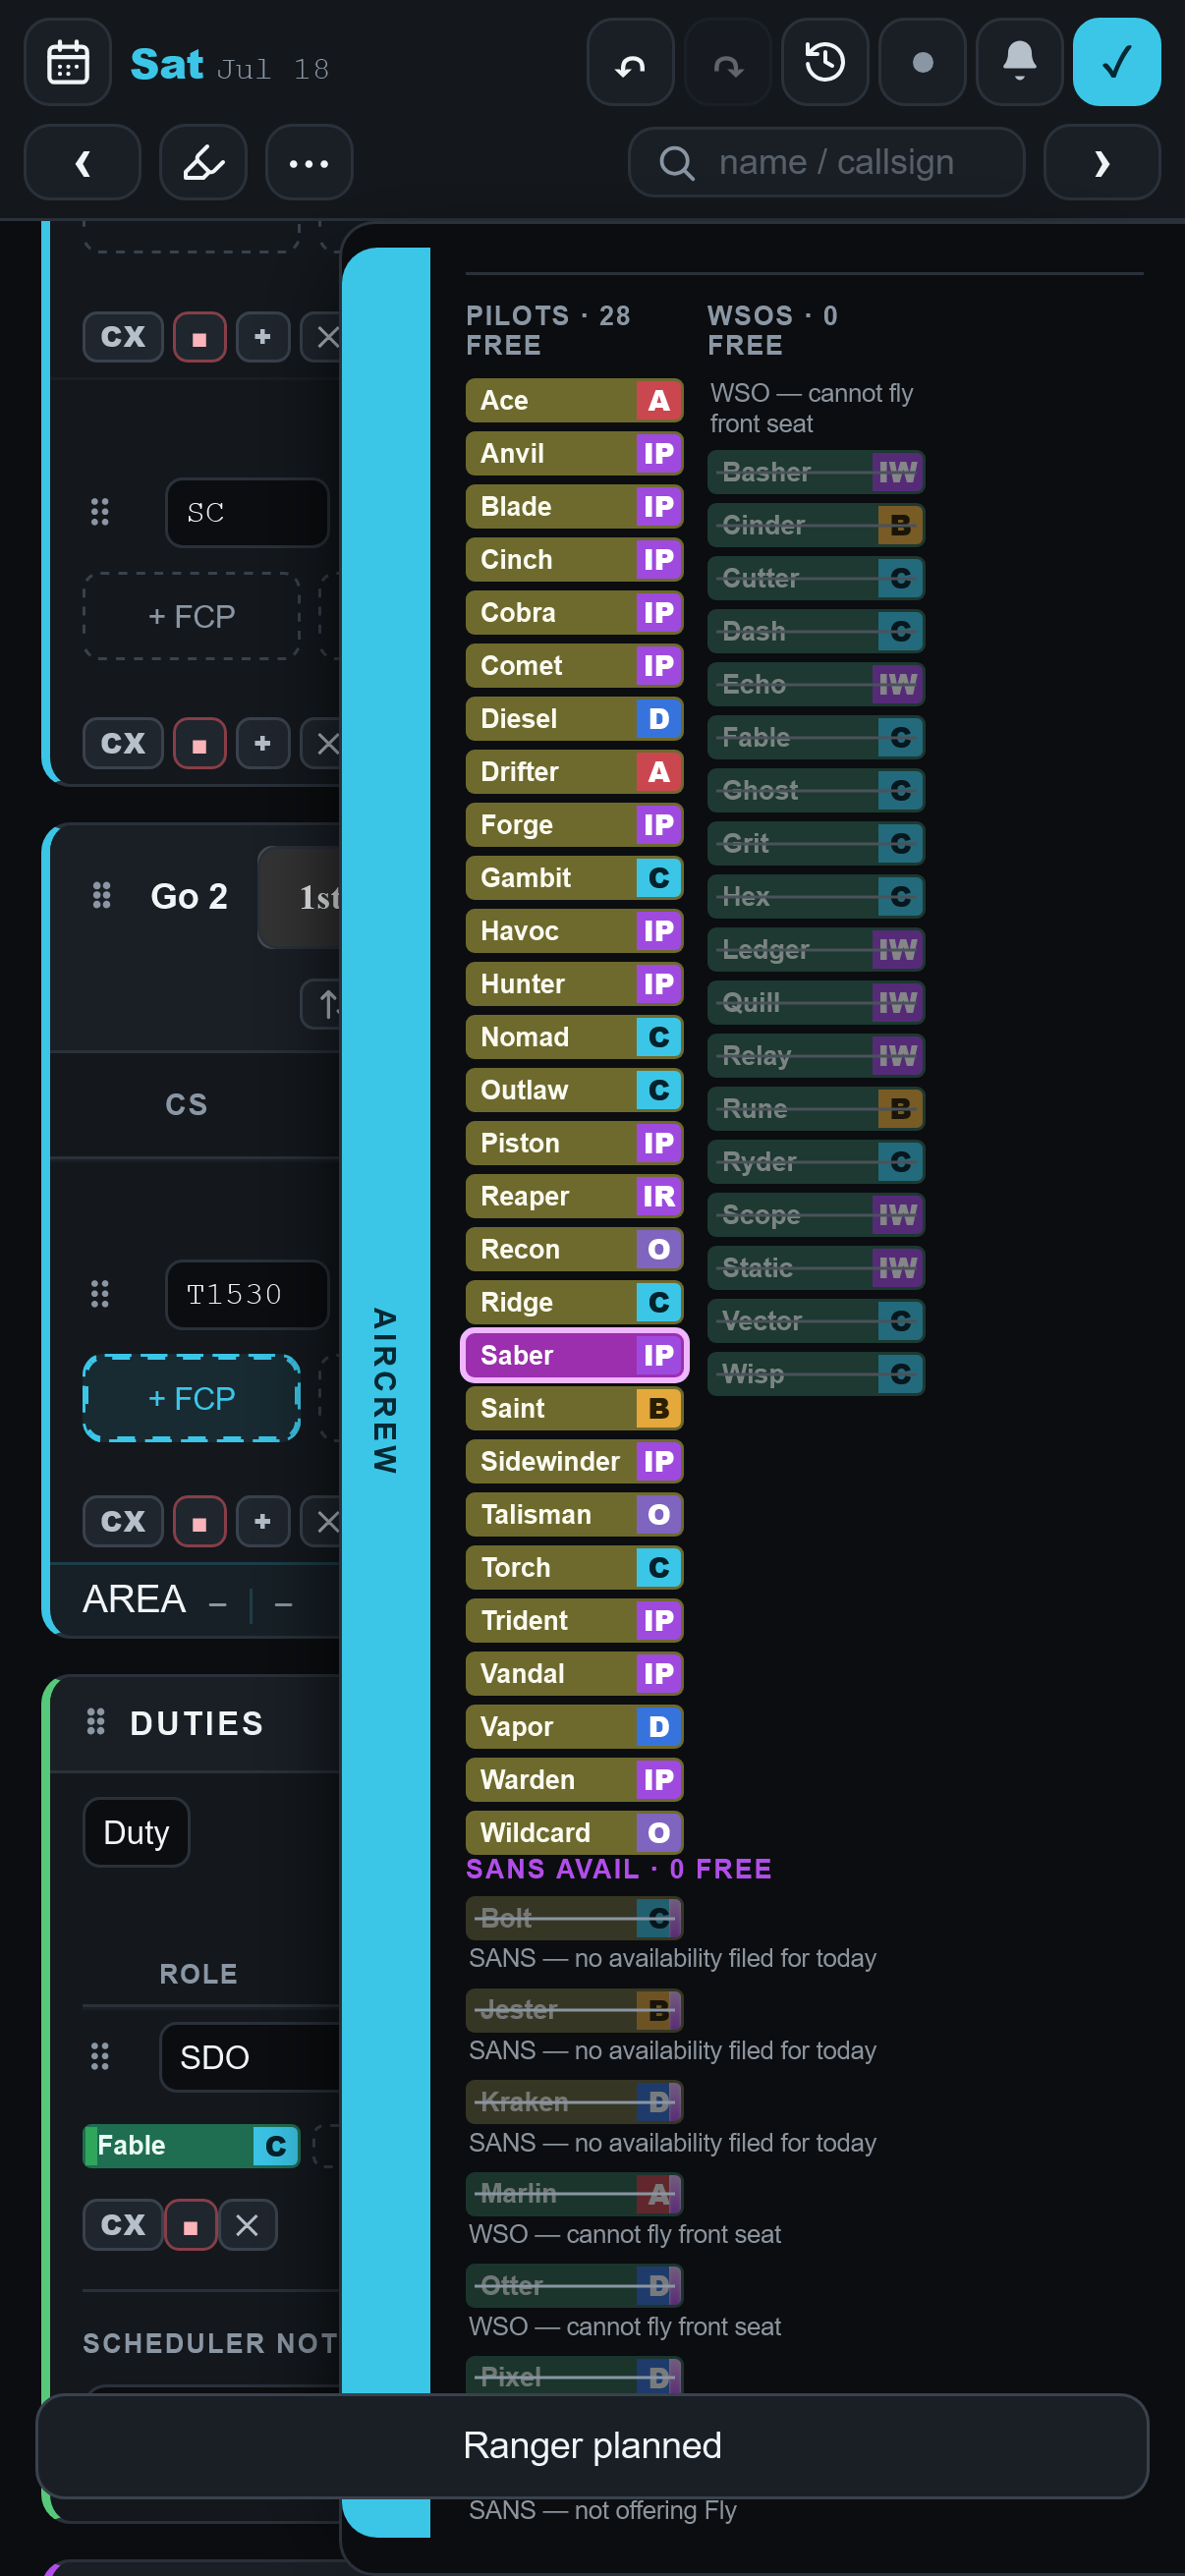 Sat Jul 18
name / callsign
CX
SC
+ FCP
CX
Go 2
1st
CS
T1530
+ FCP
CX
AREA – | –
DUTIES
Duty
ROLE
SDO
Fable C
CX
SCHEDULER NOT
AIRCREW
PILOTS · 28
FREE
Ace A
Anvil IP
Blade IP
Cinch IP
Cobra IP
Comet IP
Diesel D
Drifter A
Forge IP
Gambit C
Havoc IP
Hunter IP
Nomad C
Outlaw C
Piston IP
Reaper IR
Recon O
Ridge C
Saber IP
Saint B
Sidewinder IP
Talisman O
Torch C
Trident IP
Vandal IP
Vapor D
Warden IP
Wildcard O
WSOS · 0
FREE
WSO — cannot fly
front seat
Basher IW
Cinder B
Cutter C
Dash C
Echo IW
Fable C
Ghost C
Grit C
Hex C
Ledger IW
Quill IW
Relay IW
Rune B
Ryder C
Scope IW
Static IW
Vector C
Wisp C
SANS AVAIL · 0 FREE
Bolt C
SANS — no availability filed for today
Jester B
SANS — no availability filed for today
Kraken D
SANS — no availability filed for today
Marlin A
WSO — cannot fly front seat
Otter D
WSO — cannot fly front seat
Pixel D
Ranger planned
SANS — not offering Fly